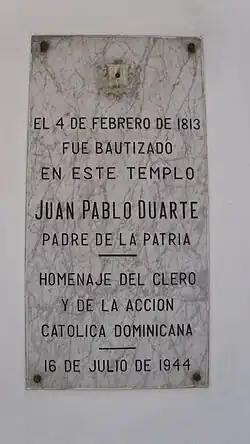 EL 4 DE FEBRERO DE 1813
FUE BAUTIZADO
EN ESTE TEMPLO
JUAN PABLO DUARTE
PADRE DE LA PATRIA
HOMENAJE DEL CLERO
Y DE LA ACCION
CATOLICA DOMINICANA
16 DE JULIO DE 1944